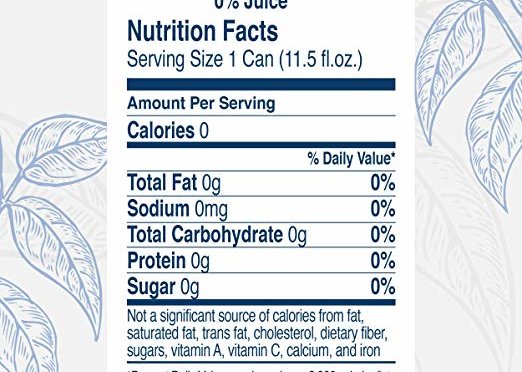 0% Juice
Nutrition Facts
Serving Size 1 Can (11.5 fl.oz.)
Amount Per Serving
Calories 0
% Daily Value*
Total Fat 0g 0%
Sodium 0mg 0%
Total Carbohydrate 0g 0%
Protein 0g 0%
Sugar 0g 0%
Not a significant source of calories from fat,
saturated fat, trans fat, cholesterol, dietary fiber,
sugars, vitamin A, vitamin C, calcium, and iron